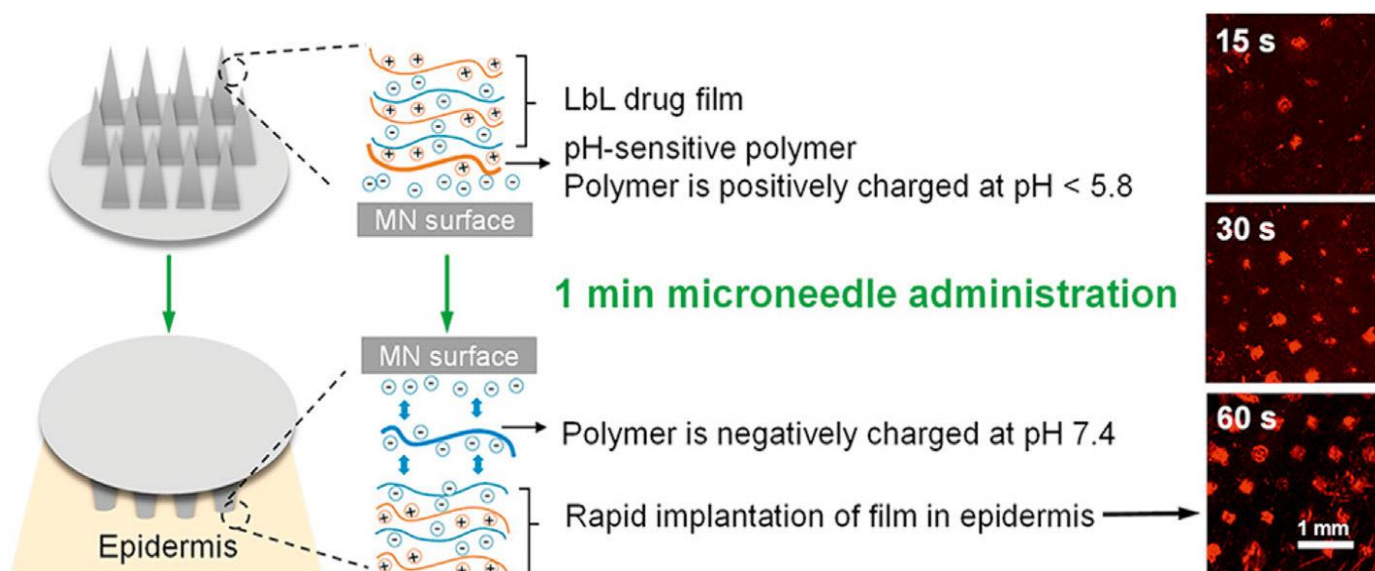 LbL drug film
pH-sensitive polymer
Polymer is positively charged at pH < 5.8
MN surface
15 s
30 s
1 min microneedle administration
MN surface
Polymer is negatively charged at pH 7.4
Rapid implantation of film in epidermis
Epidermis
60 s
1 mm